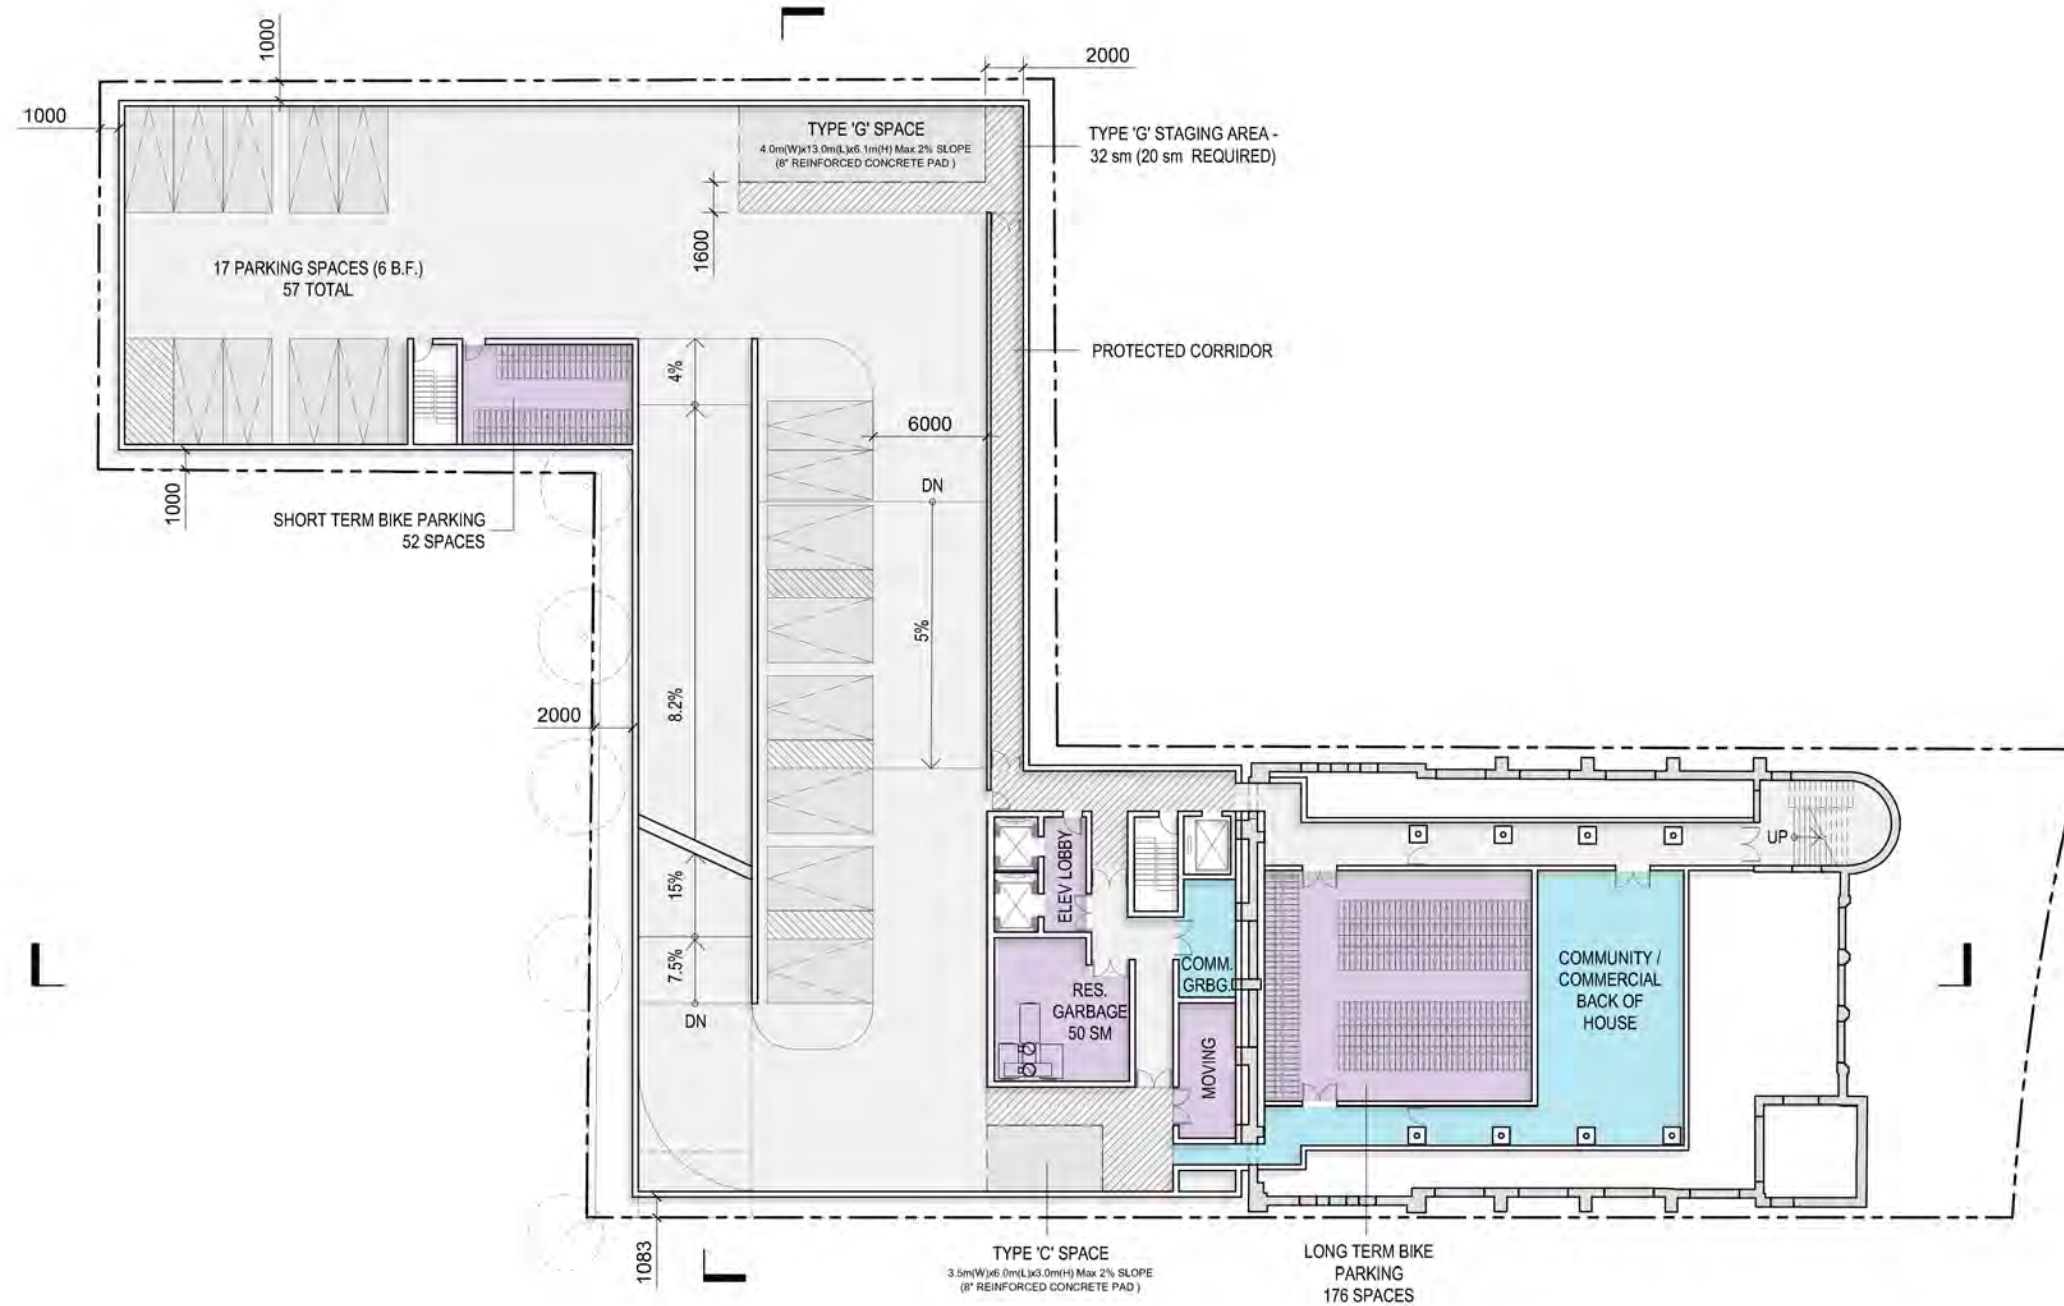 1000
2000
1000
TYPE 'G' SPACE
4.0m(W)x13.0m(L)x6.1m(H) Max 2% SLOPE
(8" REINFORCED CONCRETE PAD )
TYPE 'G' STAGING AREA -
32 sm (20 sm REQUIRED)
1600
17 PARKING SPACES (6 B.F.)
57 TOTAL
PROTECTED CORRIDOR
4%
6000
DN
1000
SHORT TERM BIKE PARKING
52 SPACES
5%
8.2%
2000
UP
ELEV LOBBY
15%
7.5%
COMM.
GRBG.
COMMUNITY /
COMMERCIAL
BACK OF
HOUSE
RES.
GARBAGE
50 SM
DN
MOVING
1083
TYPE 'C' SPACE
3.5m(W)x6.0m(L)x3.0m(H) Max 2% SLOPE
(8" REINFORCED CONCRETE PAD )
LONG TERM BIKE
PARKING
176 SPACES